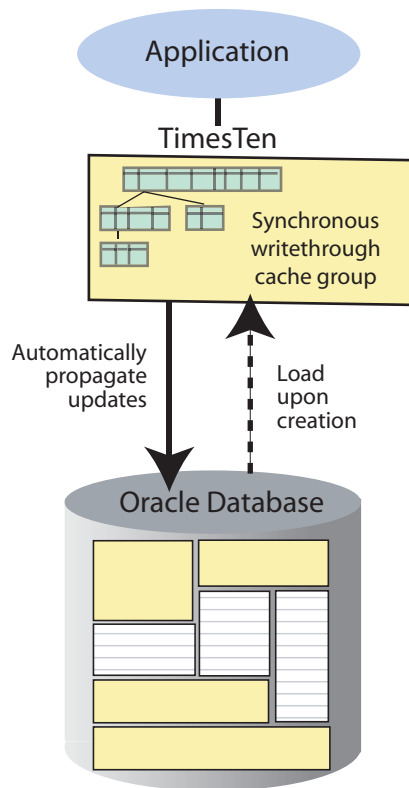 Application
TimesTen
Synchronous
writethrough
cache group
Automatically
propagate
updates
Load
upon
creation
Oracle Database